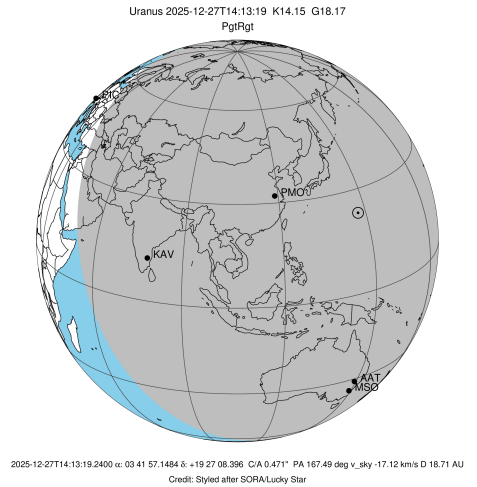 Uranus 2025-12-27T14:13:19 K14.15 G18.17
PgtRgt
PIC
PMO
KAV
AAT
MSO
2025-12-27T14:13:19.2400 α: 03 41 57.1484 δ: +19 27 08.396 C/A 0.471" PA 167.49 deg v_sky -17.12 km/s D 18.71 AU
Credit: Styled after SORA/Lucky Star